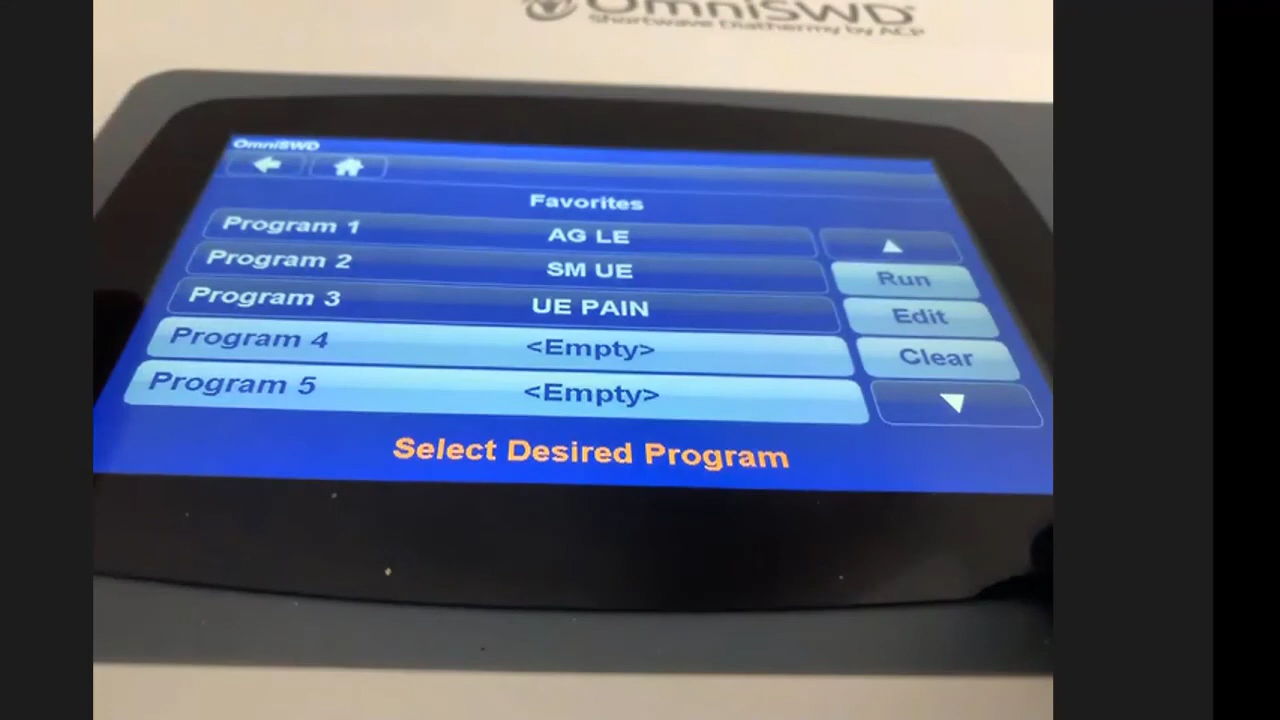 OmniSWD
Shortwave Diathermy by ACP
OmniSWD
Favorites
Program 1 AG LE
Program 2 SM UE
Run
Program 3 UE PAIN
Edit
Program 4 <Empty>
Clear
Program 5 <Empty>
Select Desired Program